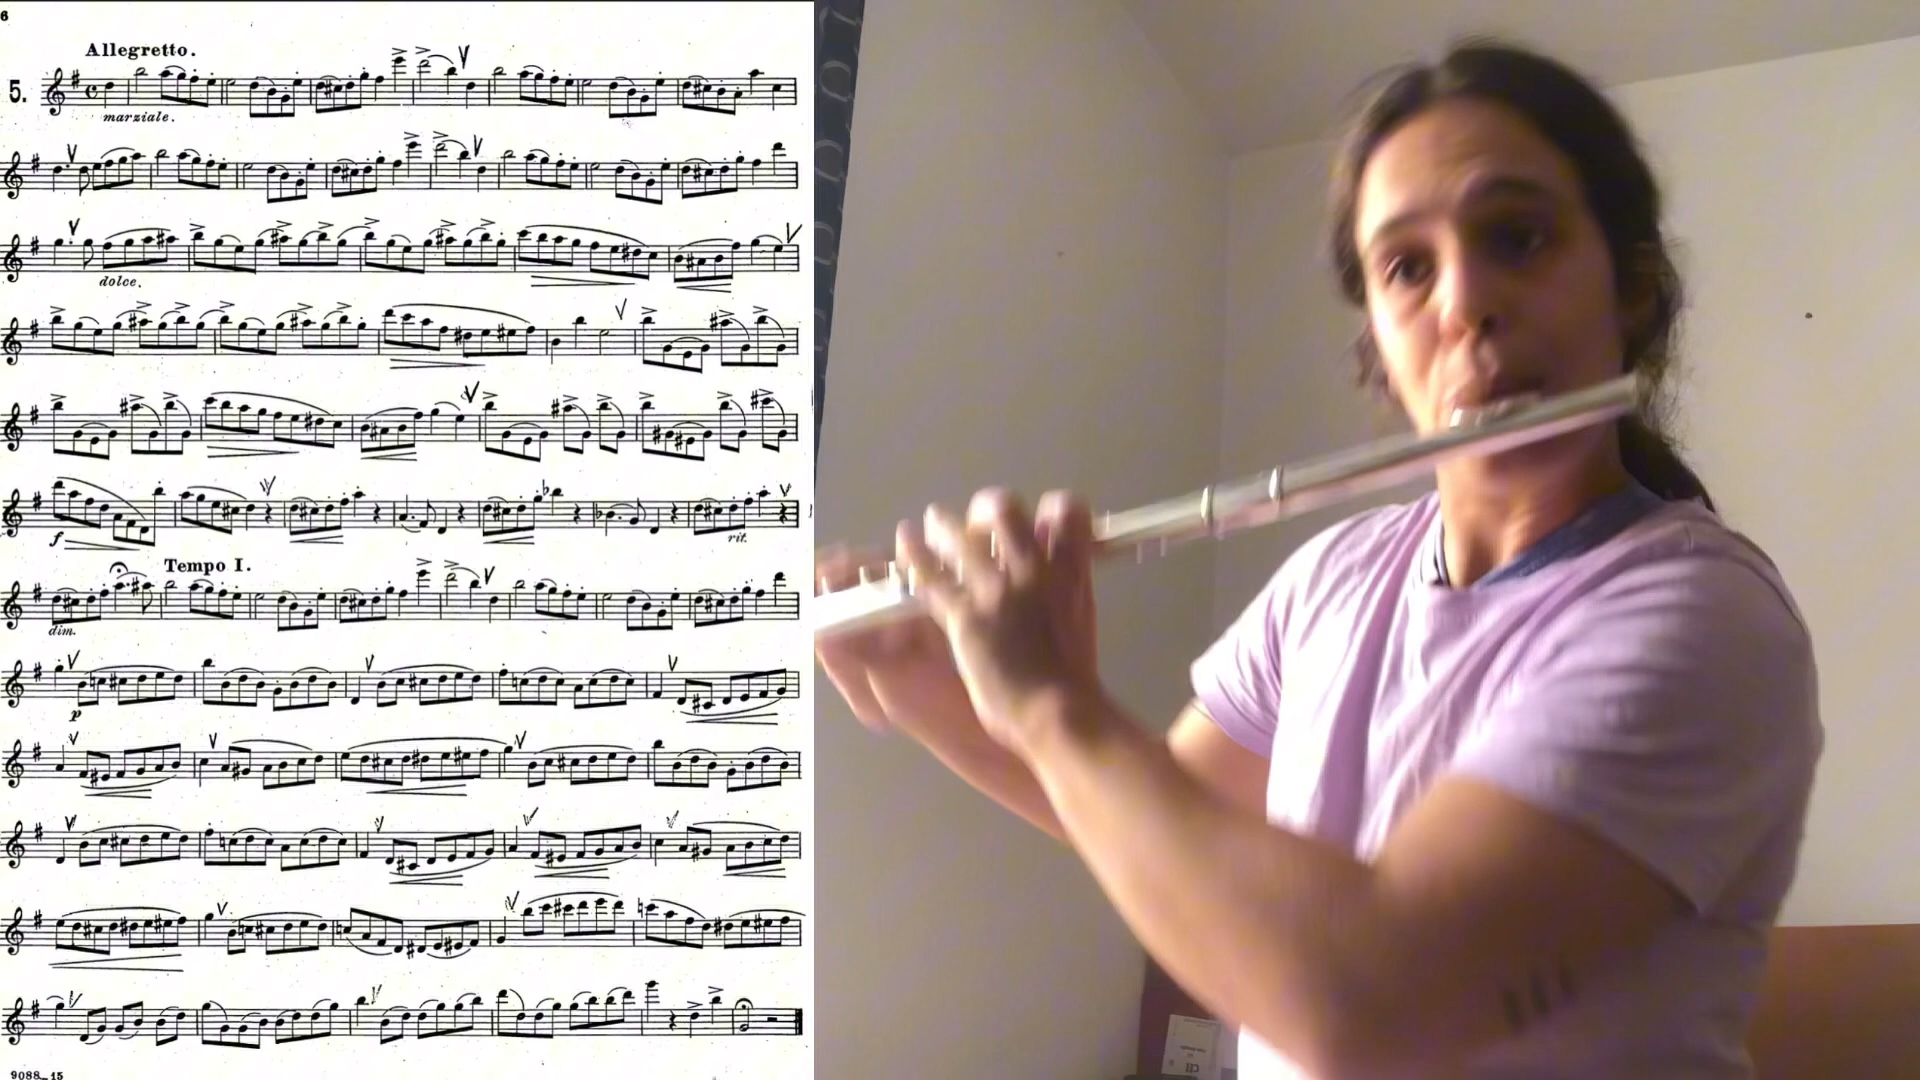 6
Allegretto.
5.
marziale.
dolce.
f
rit.
Tempo I.
dim.
p
9088_15